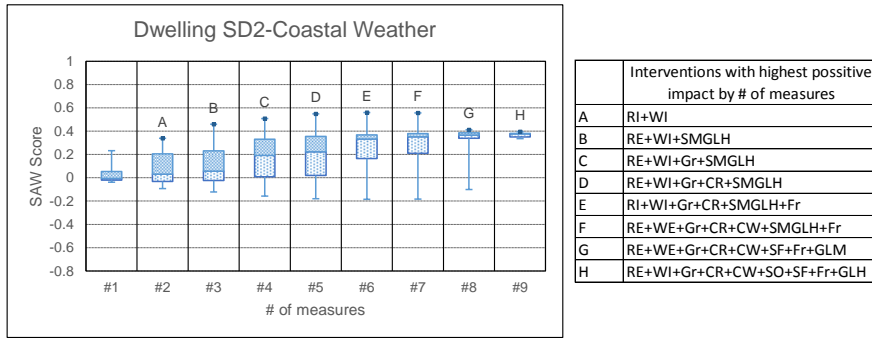 Dwelling SD2-Coastal Weather
1
0.8
0.6
0.4
0.2
0
-0.2
-0.4
-0.6
-0.8
SAW Score
A
B
C
D
E
F
G
H
#1 #2 #3 #4 #5 #6 #7 #8 #9
# of measures
Interventions with highest possitive
impact by # of measures
A RI+WI
B RE+WI+SMGLH
C RE+WI+Gr+SMGLH
D RE+WI+Gr+CR+SMGLH
E RI+WI+Gr+CR+SMGLH+Fr
F RE+WE+Gr+CR+CW+SMGLH+Fr
G RE+WE+Gr+CR+CW+SF+Fr+GLM
H RE+WI+Gr+CR+CW+SO+SF+Fr+GLH